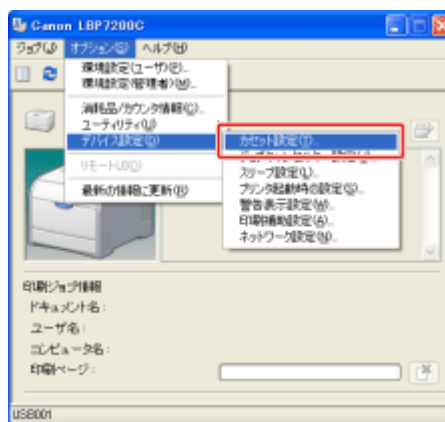 Canon LBP7200C
ジョブ(J) オプション(S) ヘルプ(H)
環境設定(ユーザ)(P)...
環境設定(管理者)(M)...
消耗品/カウンタ情報(C)...
ユーティリティ(U)
デバイス設定(D)
カセット設定(T)...
スリープ設定(L)...
リモートUI(O)
プリンタ起動時の設定(S)...
最新の情報に更新(R)
警告表示設定(W)...
印刷補助設定(A)...
ネットワーク設定(N)...
印刷ジョブ情報
ドキュメント名:
ユーザ名:
コンピュータ名:
印刷ページ:
USB001